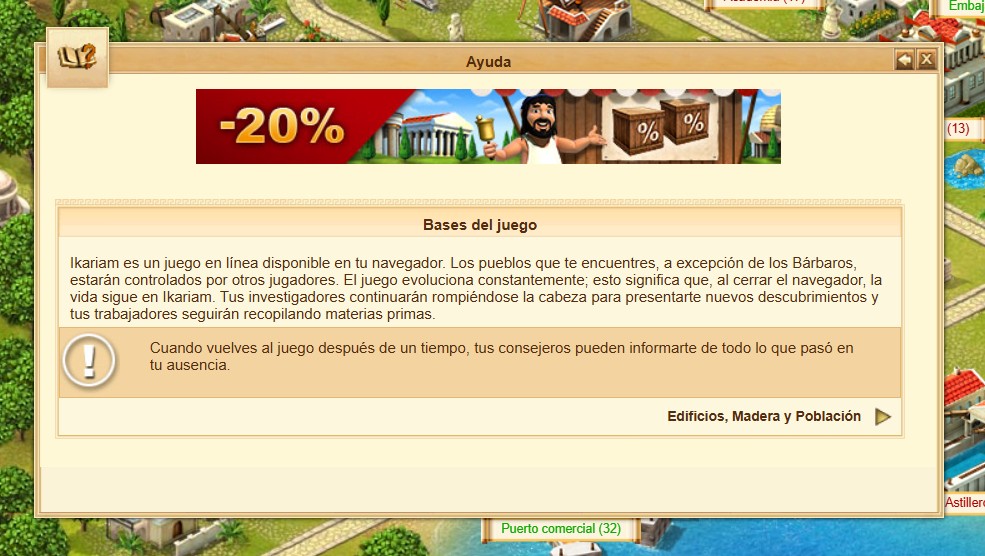 Embaj
Ayuda
-20%
% %
(13)
Bases del juego
Ikariam es un juego en línea disponible en tu navegador. Los pueblos que te encuentres, a excepción de los Bárbaros,
estarán controlados por otros jugadores. El juego evoluciona constantemente; esto significa que, al cerrar el navegador, la
vida sigue en Ikariam. Tus investigadores continuarán rompiéndose la cabeza para presentarte nuevos descubrimientos y
tus trabajadores seguirán recopilando materias primas.
!
Cuando vuelves al juego después de un tiempo, tus consejeros pueden informarte de todo lo que pasó en
tu ausencia.
Edificios, Madera y Población
Astillero
Puerto comercial (32)